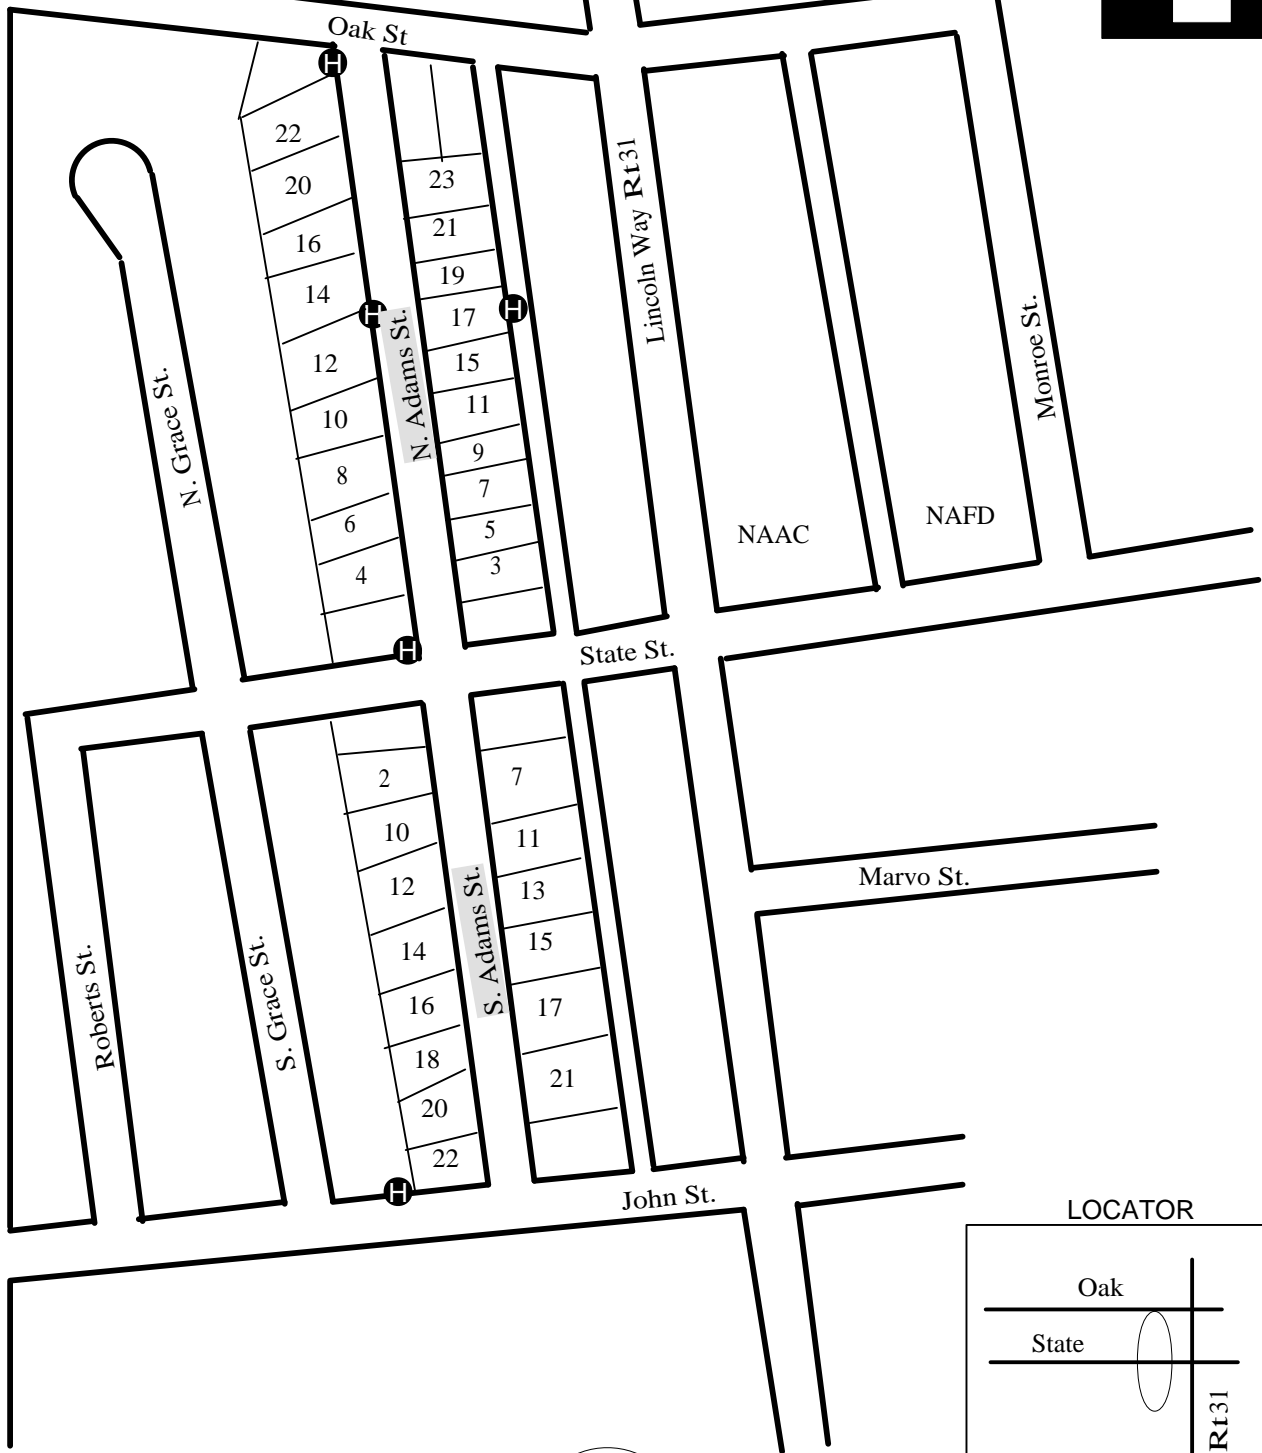 Oak St
H
22
20
16
14
H
12
10
8
6
4
H
N. Adams St.
23
21
19
17
H
15
11
9
7
5
3
N. Grace St.
Lincoln Way Rt31
Monroe St.
NAAC
NAFD
State St.
2
10
12
14
16
18
20
22
H
S. Adams St.
7
11
13
15
17
21
Roberts St.
S. Grace St.
Marvo St.
John St.
LOCATOR
Oak
State
Rt31